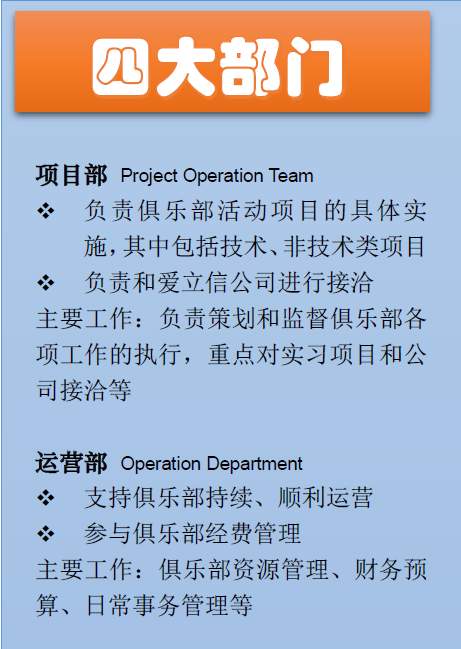 四大部门
项目部 Project Operation Team
❖ 负责俱乐部活动项目的具体实
施，其中包括技术、非技术类项目
❖ 负责和爱立信公司进行接洽
主要工作：负责策划和监督俱乐部各
项工作的执行，重点对实习项目和公
司接洽等
运营部 Operation Department
❖ 支持俱乐部持续、顺利运营
❖ 参与俱乐部经费管理
主要工作：俱乐部资源管理、财务预
算、日常事务管理等